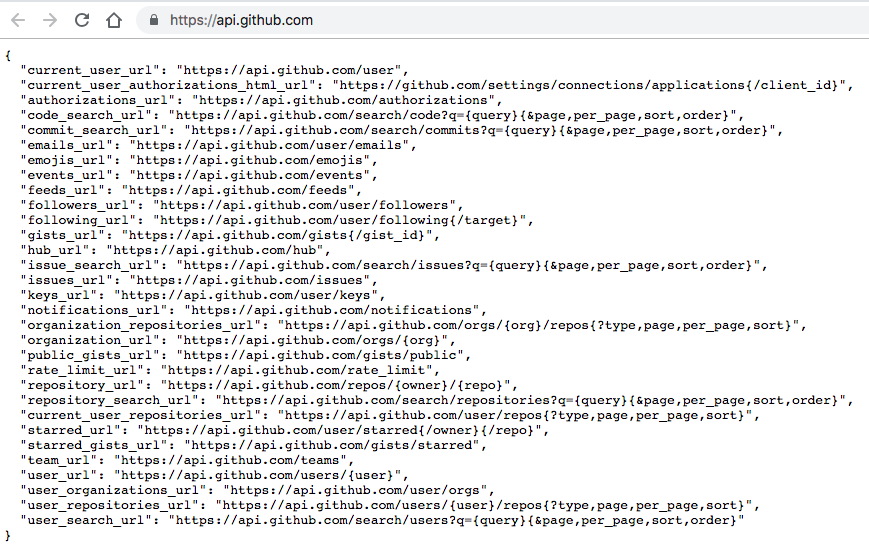 https://api.github.com
{
  "current_user_url": "https://api.github.com/user",
  "current_user_authorizations_html_url": "https://github.com/settings/connections/applications{/client_id}",
  "authorizations_url": "https://api.github.com/authorizations",
  "code_search_url": "https://api.github.com/search/code?q={query}{&page,per_page,sort,order}",
  "commit_search_url": "https://api.github.com/search/commits?q={query}{&page,per_page,sort,order}",
  "emails_url": "https://api.github.com/user/emails",
  "emojis_url": "https://api.github.com/emojis",
  "events_url": "https://api.github.com/events",
  "feeds_url": "https://api.github.com/feeds",
  "followers_url": "https://api.github.com/user/followers",
  "following_url": "https://api.github.com/user/following{/target}",
  "gists_url": "https://api.github.com/gists{/gist_id}",
  "hub_url": "https://api.github.com/hub",
  "issue_search_url": "https://api.github.com/search/issues?q={query}{&page,per_page,sort,order}",
  "issues_url": "https://api.github.com/issues",
  "keys_url": "https://api.github.com/user/keys",
  "notifications_url": "https://api.github.com/notifications",
  "organization_repositories_url": "https://api.github.com/orgs/{org}/repos{?type,page,per_page,sort}",
  "organization_url": "https://api.github.com/orgs/{org}",
  "public_gists_url": "https://api.github.com/gists/public",
  "rate_limit_url": "https://api.github.com/rate_limit",
  "repository_url": "https://api.github.com/repos/{owner}/{repo}",
  "repository_search_url": "https://api.github.com/search/repositories?q={query}{&page,per_page,sort,order}",
  "current_user_repositories_url": "https://api.github.com/user/repos{?type,page,per_page,sort}",
  "starred_url": "https://api.github.com/user/starred{/owner}{/repo}",
  "starred_gists_url": "https://api.github.com/gists/starred",
  "team_url": "https://api.github.com/teams",
  "user_url": "https://api.github.com/users/{user}",
  "user_organizations_url": "https://api.github.com/user/orgs",
  "user_repositories_url": "https://api.github.com/users/{user}/repos{?type,page,per_page,sort}",
  "user_search_url": "https://api.github.com/search/users?q={query}{&page,per_page,sort,order}"
}